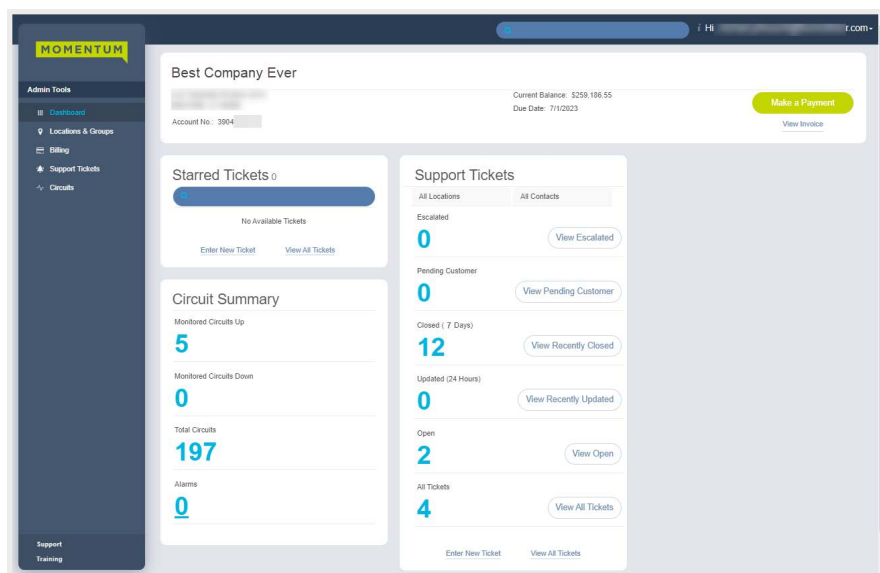 i Hi r.com
MOMENTUM
Admin Tools
Dashboard
Locations & Groups
Billing
Support Tickets
Circuits
Support
Training
Best Company Ever
Account No.: 3904
Current Balance: $259,186.55
Due Date: 7/1/2023
Make a Payment
View Invoice
Starred Tickets 0
No Available Tickets
Enter New Ticket View All Tickets
Circuit Summary
Monitored Circuits Up
5
Monitored Circuits Down
0
Total Circuits
197
Alarms
0
Support Tickets
All Locations All Contacts
Escalated
0 View Escalated
Pending Customer
0 View Pending Customer
Closed ( 7 Days)
12 View Recently Closed
Updated (24 Hours)
0 View Recently Updated
Open
2 View Open
All Tickets
4 View All Tickets
Enter New Ticket View All Tickets